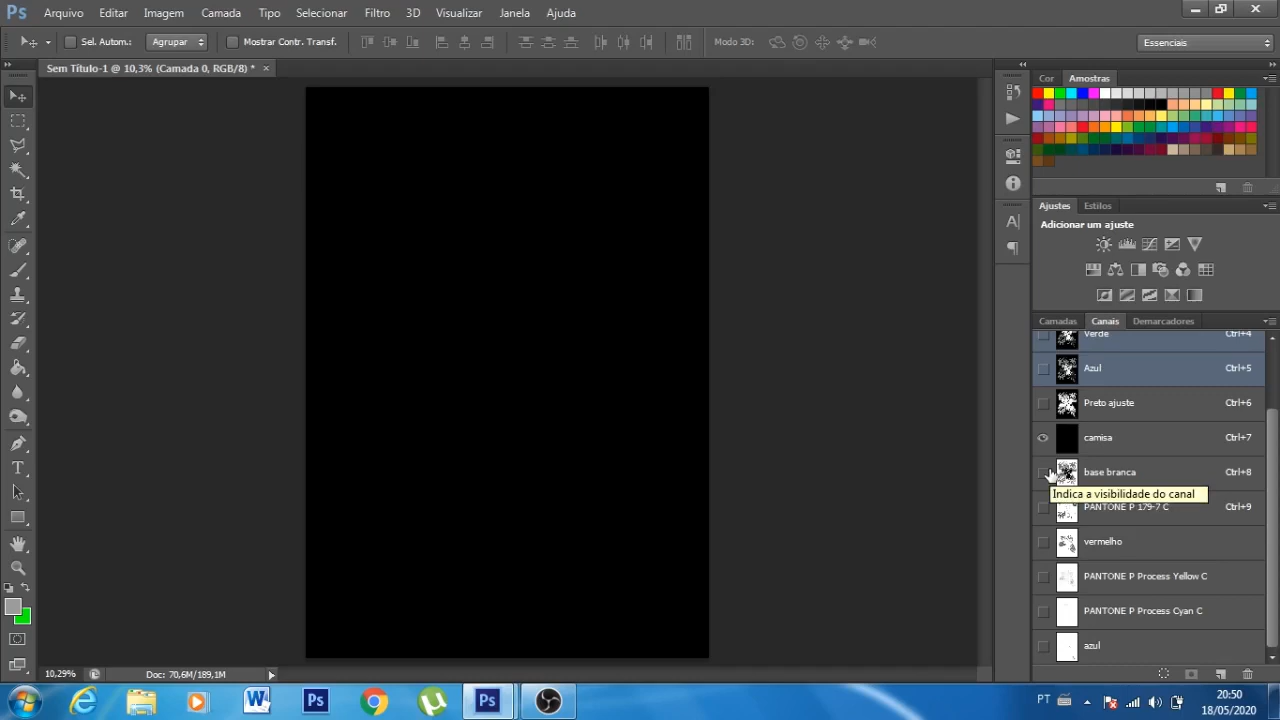 Ps Arquivo Editar Imagem Camada Tipo Selecionar Filtro 3D Visualizar Janela Ajuda
Sel. Autom.: Agrupar Mostrar Contr. Transf. Modo 3D: Essenciais
Sem Título-1 @ 10,3% (Camada 0, RGB/8) * ×
Cor Amostras
Ajustes Estilos
Adicionar um ajuste
Camadas Canais Demarcadores
Verde Ctrl+4
Azul Ctrl+5
Preto ajuste Ctrl+6
camisa Ctrl+7
base branca Ctrl+8
Indica a visibilidade do canal
PANTONE P 179-7 C Ctrl+9
vermelho
PANTONE P Process Yellow C
PANTONE P Process Cyan C
azul
10,29% Doc: 70,6M/189,1M
PT 20:50
18/05/2020